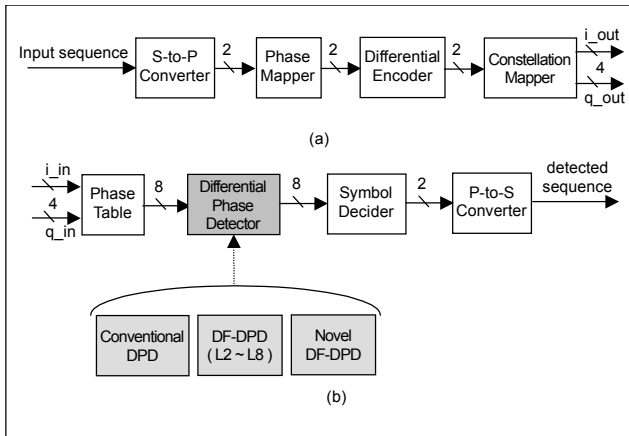 Input sequence
S-to-P
Converter
2
Phase
Mapper
2
Differential
Encoder
2
Constellation
Mapper
i_out
4
q_out
(a)
i_in
4
q_in
Phase
Table
8
Differential
Phase
Detector
8
Symbol
Decider
2
P-to-S
Converter
detected
sequence
Conventional
DPD
DF-DPD
( L2 ~ L8 )
Novel
DF-DPD
(b)